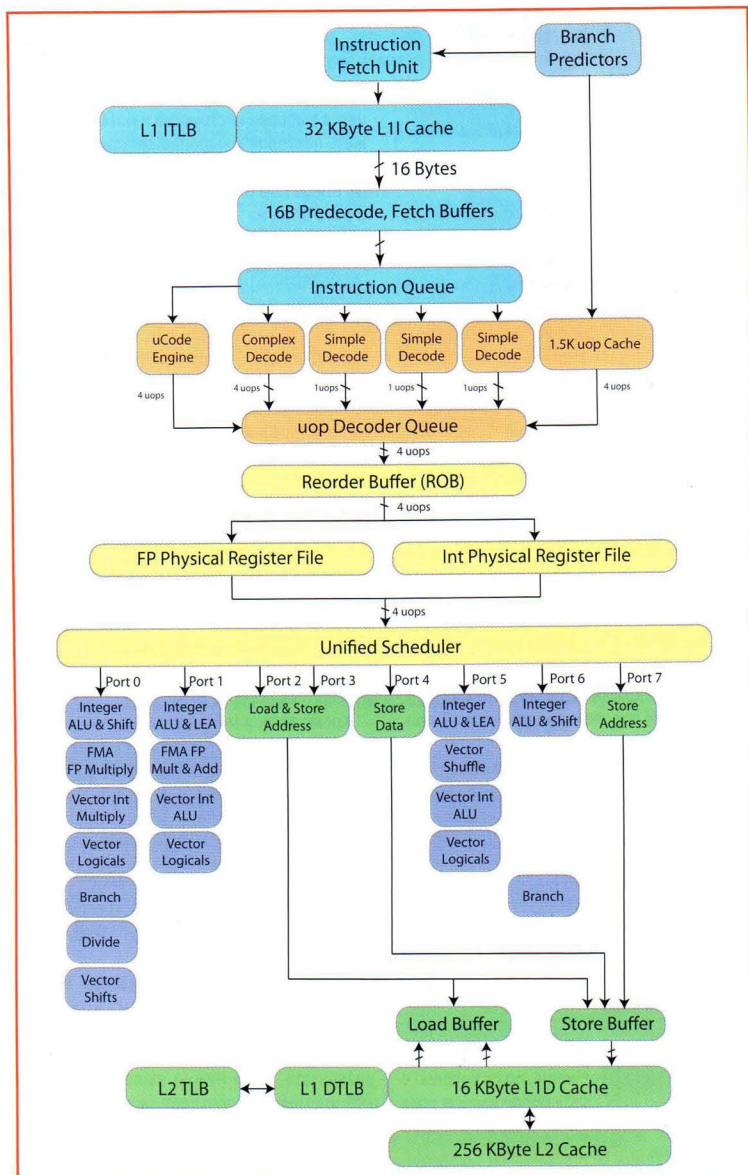 Instruction
Fetch Unit
Branch
Predictors
L1 ITLB
32 KByte L1I Cache
16 Bytes
16B Predecode, Fetch Buffers
Instruction Queue
uCode
Engine
Complex
Decode
Simple
Decode
Simple
Decode
Simple
Decode
1.5K uop Cache
4 uops
4 uops
1uops
1 uops
1uops
4 uops
uop Decoder Queue
4 uops
Reorder Buffer (ROB)
4 uops
FP Physical Register File
Int Physical Register File
4 uops
Unified Scheduler
Port 0
Port 1
Port 2
Port 3
Port 4
Port 5
Port 6
Port 7
Integer
ALU & Shift
Integer
ALU & LEA
Load & Store
Address
Store
Data
Integer
ALU & LEA
Integer
ALU & Shift
Store
Address
FMA
FP Multiply
FMA FP
Mult & Add
Vector
Shuffle
Vector Int
Multiply
Vector Int
ALU
Vector Int
ALU
Vector
Logicals
Vector
Logicals
Vector
Logicals
Branch
Branch
Divide
Vector
Shifts
Load Buffer
Store Buffer
L2 TLB
L1 DTLB
16 KByte L1D Cache
256 KByte L2 Cache